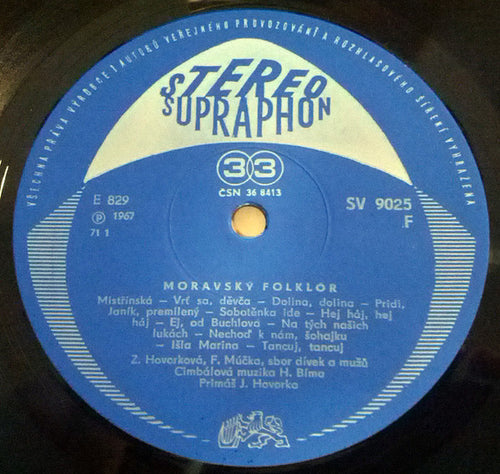 VŠECHNA PRÁVA VÝROBCE I AUTORŮ VEŘEJNÉHO PROVOZOVÁNÍ A ROZHLASOVÉHO ŠÍŘENÍ VYHRAZENA
STEREO
SUPRAPHON
33
ČSN 36 8413
E 829
Ⓟ 1967
71 1
SV 9025
F
MORAVSKÝ FOLKLÓR
Mistřínská – Vrť sa, děvča – Dolina, dolina – Pridi,
Janík, premilený – Sobotěnka ide – Hej háj, hej
háj – Ej, od Buchlova – Na tých našich
lukách – Nechoď k nám, šohajku
– Išla Marina – Tancuj, tancuj
Z. Hovorková, F. Múčka, sbor dívek a mužů
Cimbálová muzika H. Bíma
Primáš J. Hovorka